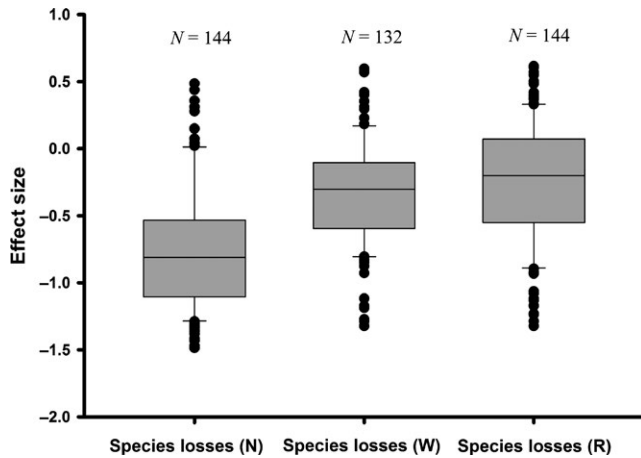 1.0
N = 144 N = 132 N = 144
0.5
0.0
Effect size
–0.5
–1.0
–1.5
–2.0
Species losses (N) Species losses (W) Species losses (R)